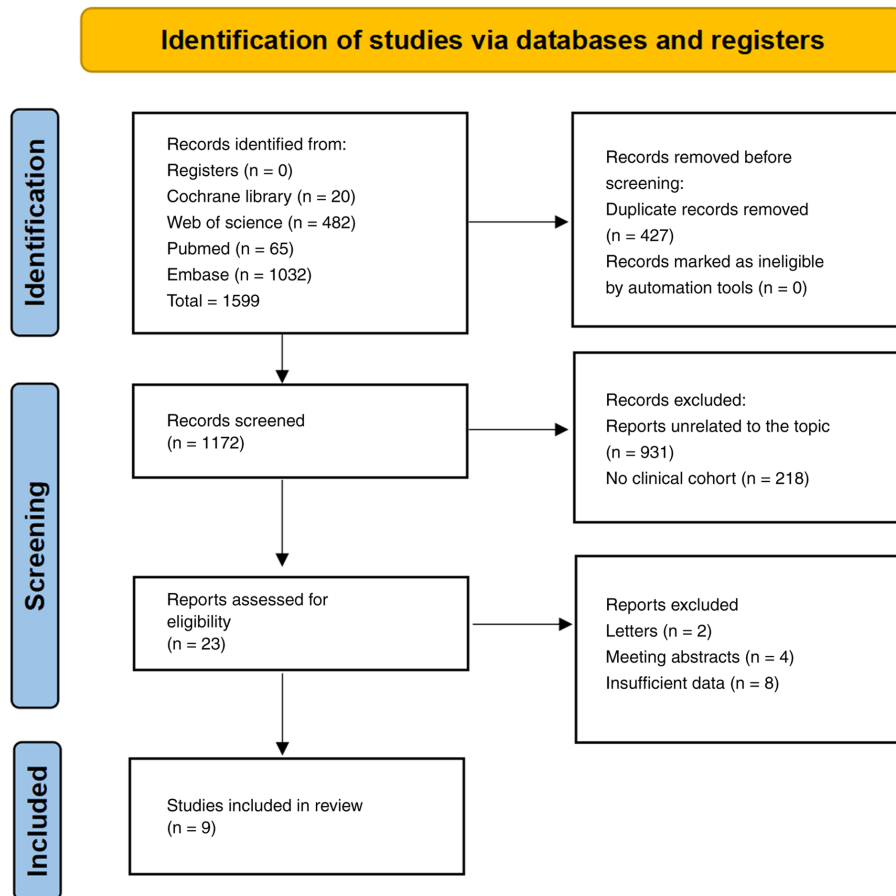 Identification of studies via databases and registers
Identification
Records identified from:
Registers (n = 0)
Cochrane library (n = 20)
Web of science (n = 482)
Pubmed (n = 65)
Embase (n = 1032)
Total = 1599
Records removed before
screening:
Duplicate records removed
(n = 427)
Records marked as ineligible
by automation tools (n = 0)
Screening
Records screened
(n = 1172)
Records excluded:
Reports unrelated to the topic
(n = 931)
No clinical cohort (n = 218)
Reports assessed for
eligibility
(n = 23)
Reports excluded
Letters (n = 2)
Meeting abstracts (n = 4)
Insufficient data (n = 8)
Included
Studies included in review
(n = 9)